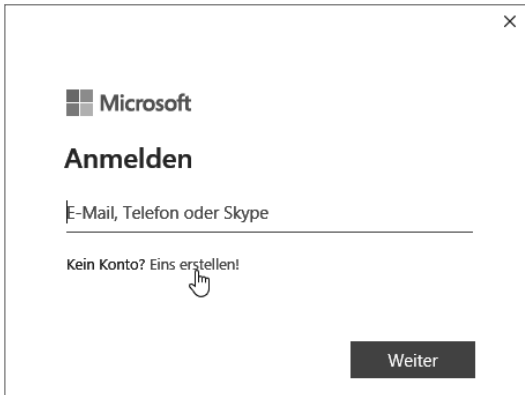 Microsoft
Anmelden
E-Mail, Telefon oder Skype
Kein Konto? Eins erstellen!
Weiter